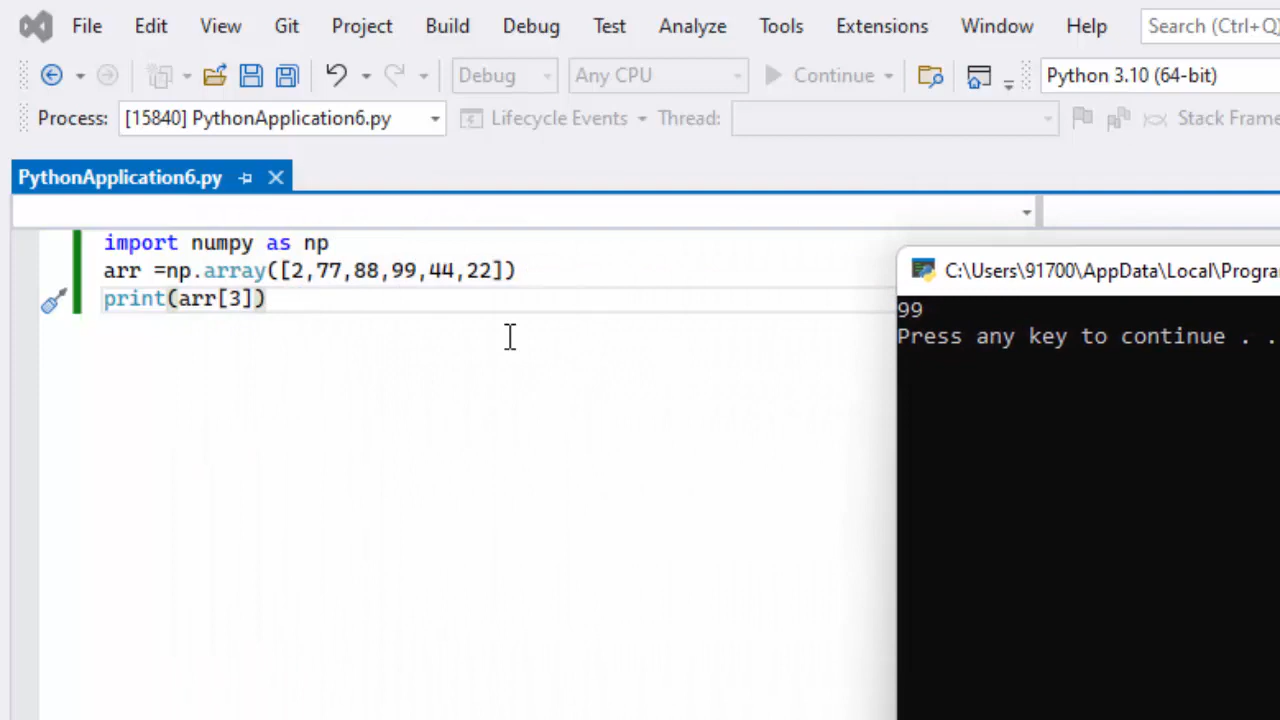 File Edit View Git Project Build Debug Test Analyze Tools Extensions Window Help Search (Ctrl+Q)
Debug Any CPU Continue Python 3.10 (64-bit)
Process: [15840] PythonApplication6.py Lifecycle Events Thread: Stack Frame
PythonApplication6.py
import numpy as np
arr =np.array([2,77,88,99,44,22])
print(arr[3])
C:\Users\91700\AppData\Local\Progra
99
Press any key to continue . .